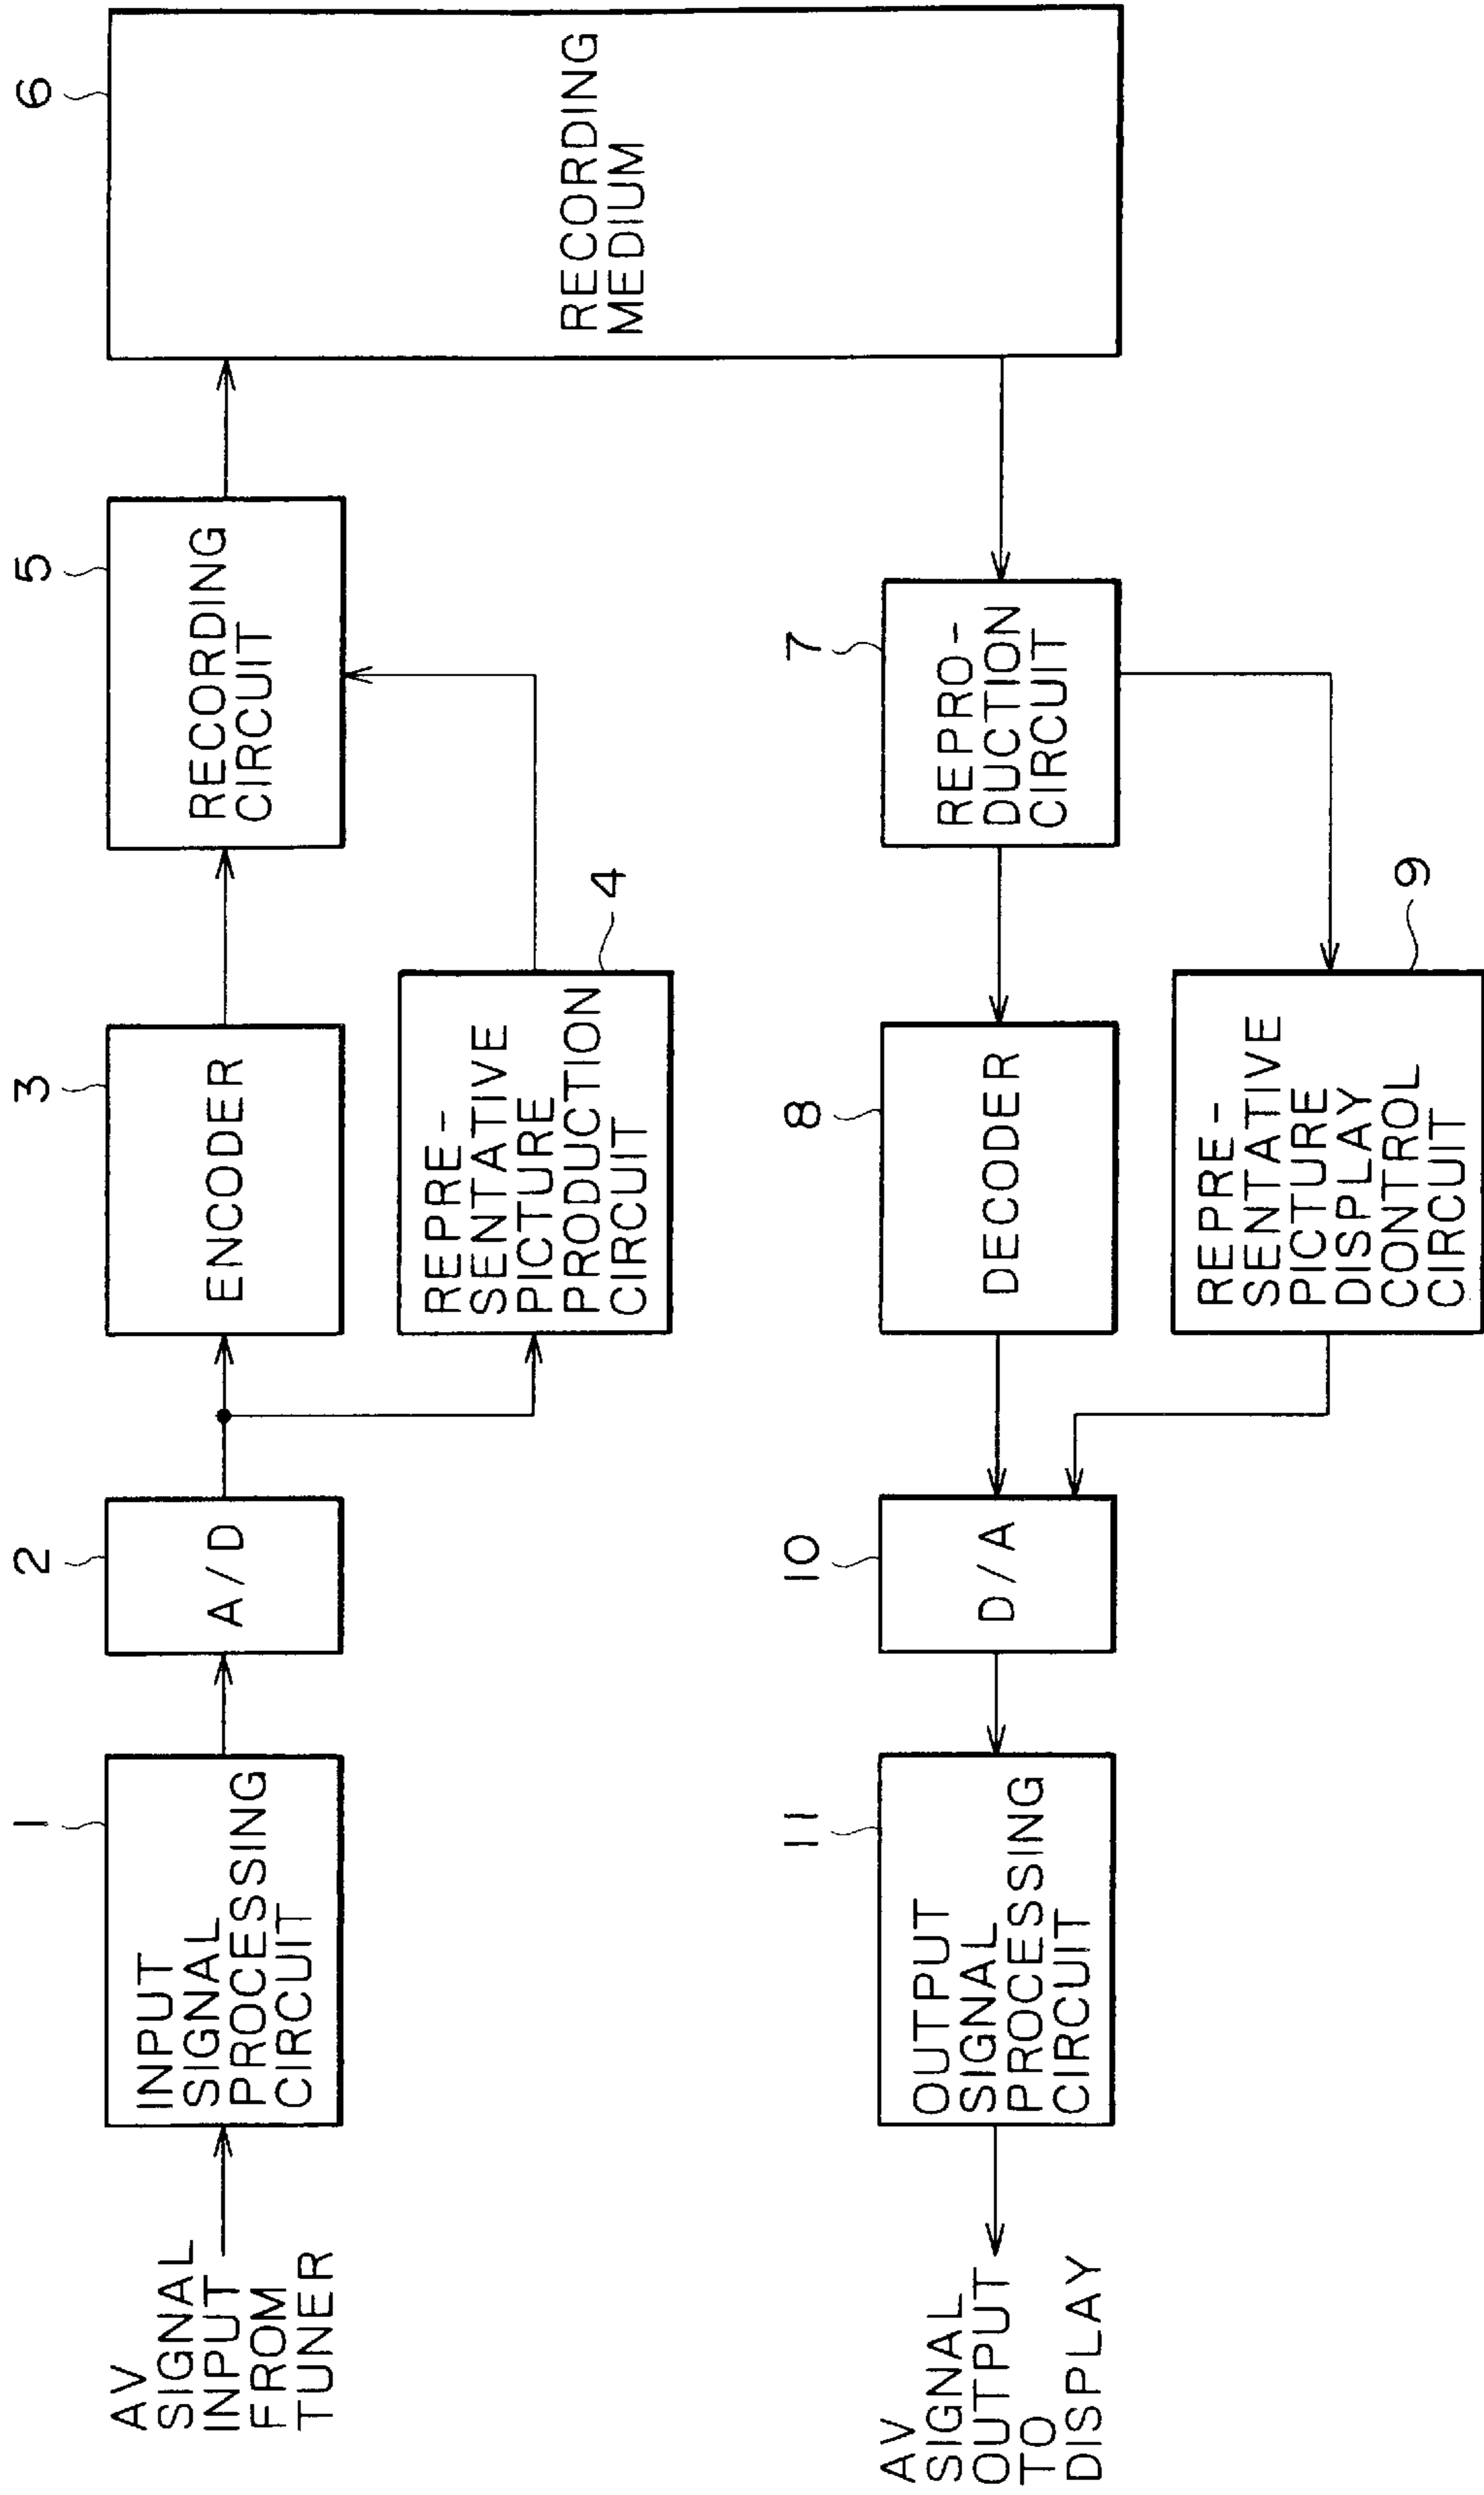 AV
SIGNAL
INPUT
FROM
TUNER
1
INPUT
SIGNAL
PROCESSING
CIRCUIT
2
A/D
3
ENCODER
4
REPRE-
SENTATIVE
PICTURE
PRODUCTION
CIRCUIT
5
RECORDING
CIRCUIT
6
RECORDING
MEDIUM
AV
SIGNAL
OUTPUT
TO
DISPLAY
11
OUTPUT
SIGNAL
PROCESSING
CIRCUIT
10
D/A
8
DECODER
9
REPRE-
SENTATIVE
PICTURE
DISPLAY
CONTROL
CIRCUIT
7
REPRO-
DUCTION
CIRCUIT